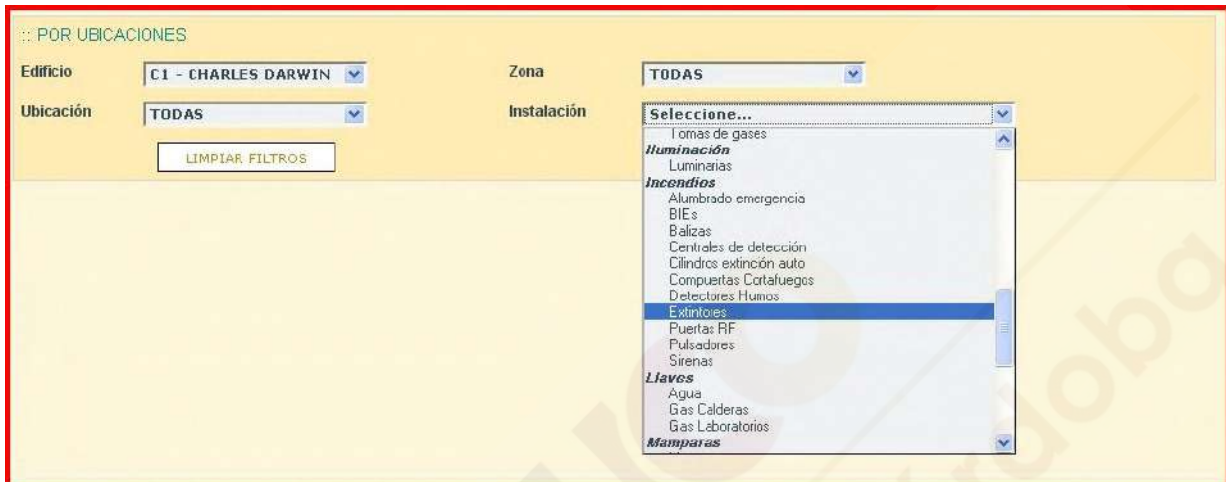 :: POR UBICACIONES
Edificio C1 - CHARLES DARWIN Zona TODAS
Ubicación TODAS Instalación Seleccione...
LIMPIAR FILTROS
Tomas de gases
Iluminación
Luminarias
Incendios
Alumbrado emergencia
BIEs
Balizas
Centrales de detección
Cilindros extinción auto
Compuertas Cortafuegos
Detectores Humos
Extintores
Puertas RF
Pulsadores
Sirenas
Llaves
Agua
Gas Calderas
Gas Laboratorios
Mamparas